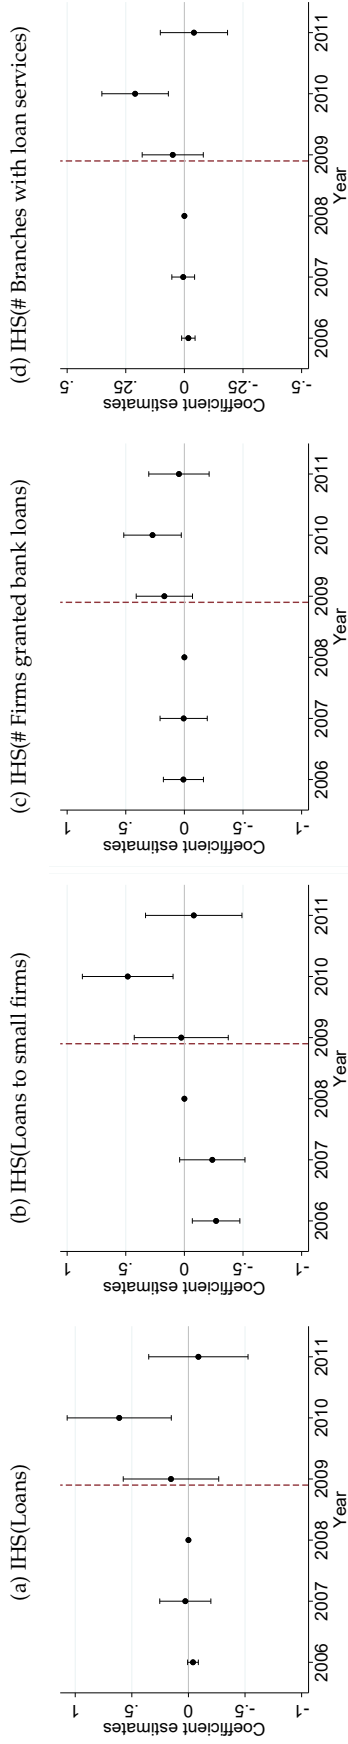 (a) IHS(Loans)
Coefficient estimates
1
.5
0
-.5
-1
2006 2007 2008 2009 2010 2011
Year
(b) IHS(Loans to small firms)
Coefficient estimates
1
.5
0
-.5
-1
2006 2007 2008 2009 2010 2011
Year
(c) IHS(# Firms granted bank loans)
Coefficient estimates
1
.5
0
-.5
-1
2006 2007 2008 2009 2010 2011
Year
(d) IHS(# Branches with loan services)
Coefficient estimates
.5
.25
0
-.25
-.5
2006 2007 2008 2009 2010 2011
Year